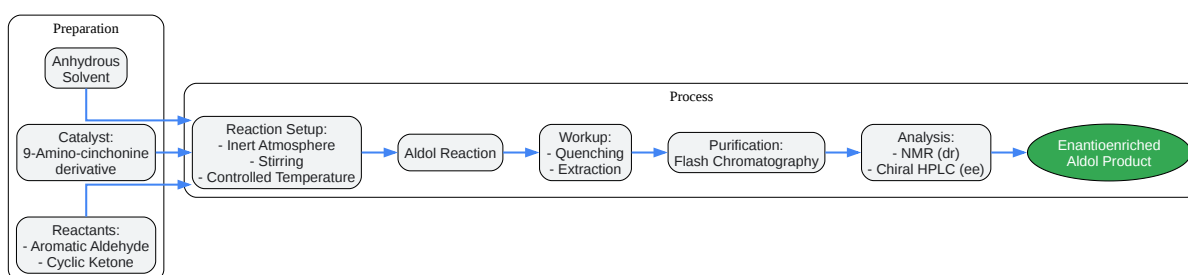 Preparation
Anhydrous
Solvent
Catalyst:
9-Amino-cinchonine
derivative
Reactants:
- Aromatic Aldehyde
- Cyclic Ketone
Process
Reaction Setup:
- Inert Atmosphere
- Stirring
- Controlled Temperature
Aldol Reaction
Workup:
- Quenching
- Extraction
Purification:
Flash Chromatography
Analysis:
- NMR (dr)
- Chiral HPLC (ee)
Enantioenriched
Aldol Product